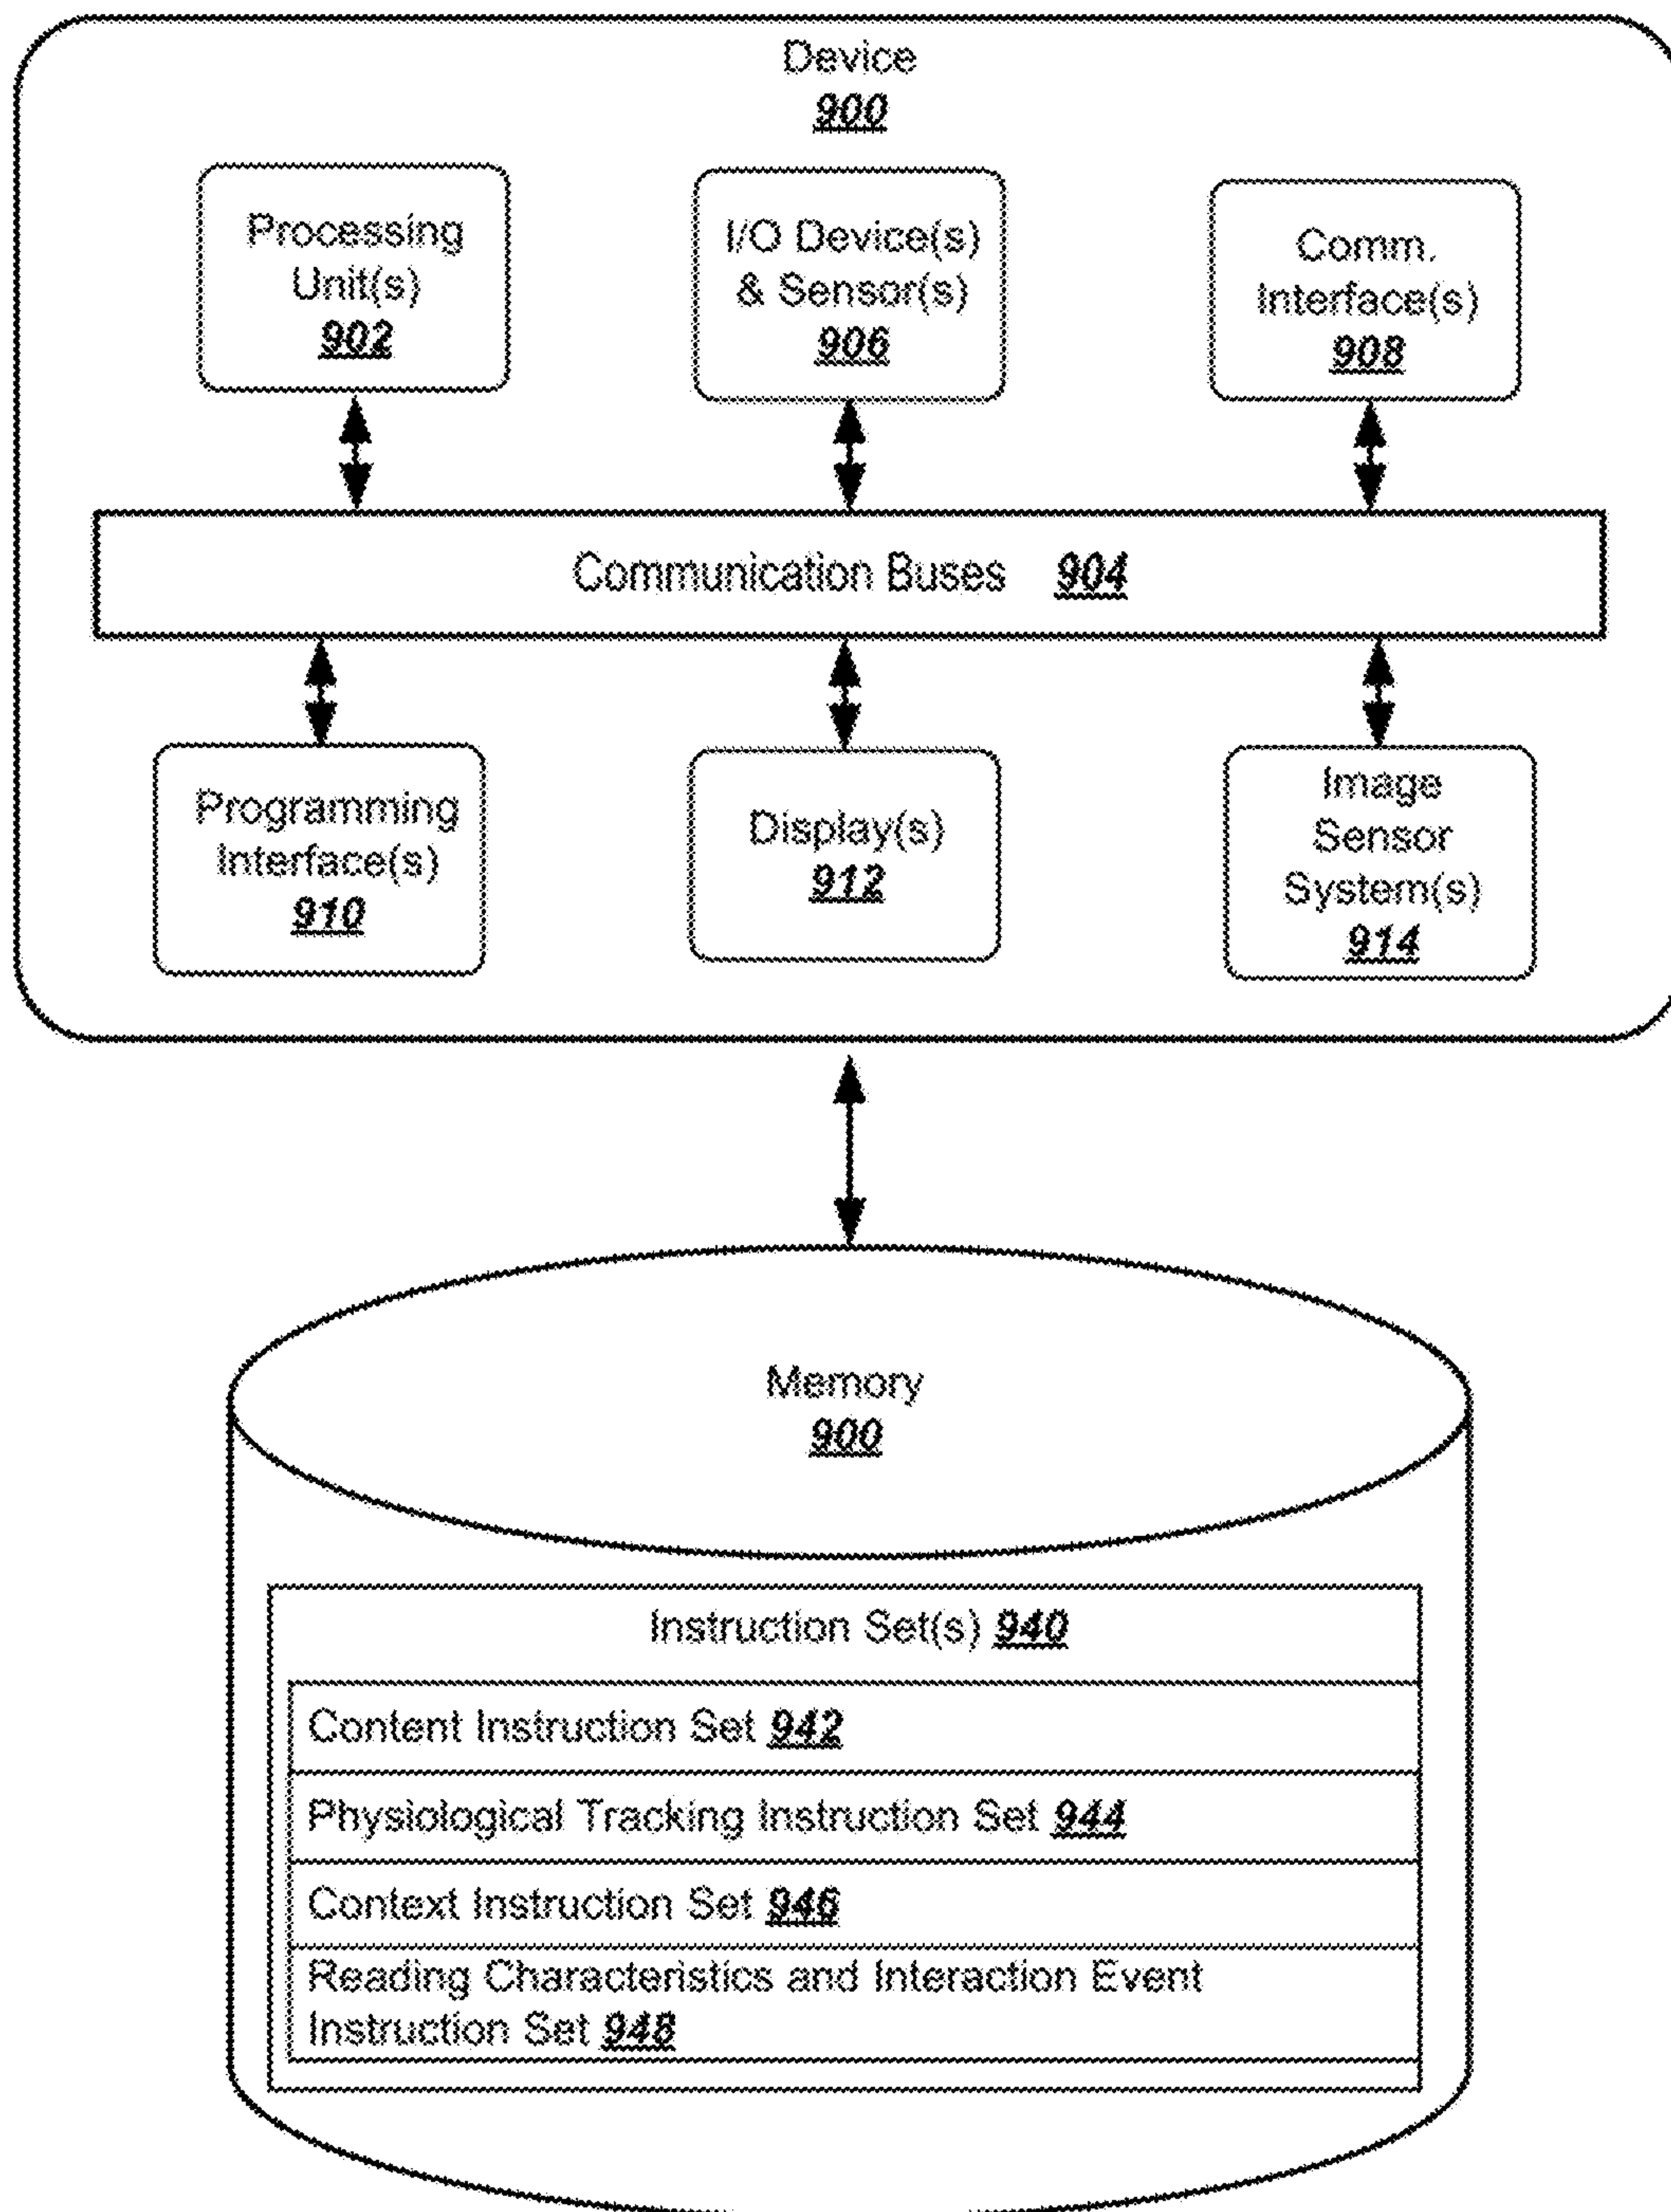 Device
900
Processing
Unit(s)
902
I/O Device(s)
& Sensor(s)
906
Comm.
Interface(s)
908
Communication Buses 904
Programming
Interface(s)
910
Display(s)
912
Image
Sensor
System(s)
914
Memory
900
Instruction Set(s) 940
Content Instruction Set 942
Physiological Tracking Instruction Set 944
Context Instruction Set 946
Reading Characteristics and Interaction Event
Instruction Set 948